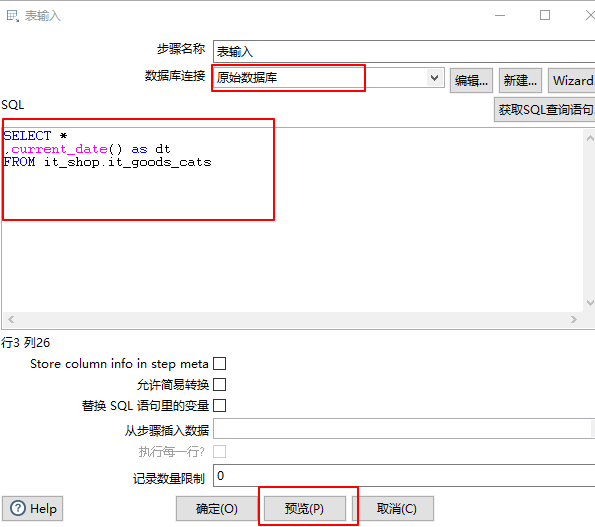 表输入
步骤名称 表输入
数据库连接 原始数据库 编辑... 新建... Wizard
SQL 获取SQL查询语句
SELECT *
,current_date() as dt
FROM it_shop.it_goods_cats
行3 列26
Store column info in step meta
允许简易转换
替换 SQL 语句里的变量
从步骤插入数据
执行每一行?
记录数量限制 0
Help 确定(O) 预览(P) 取消(C)